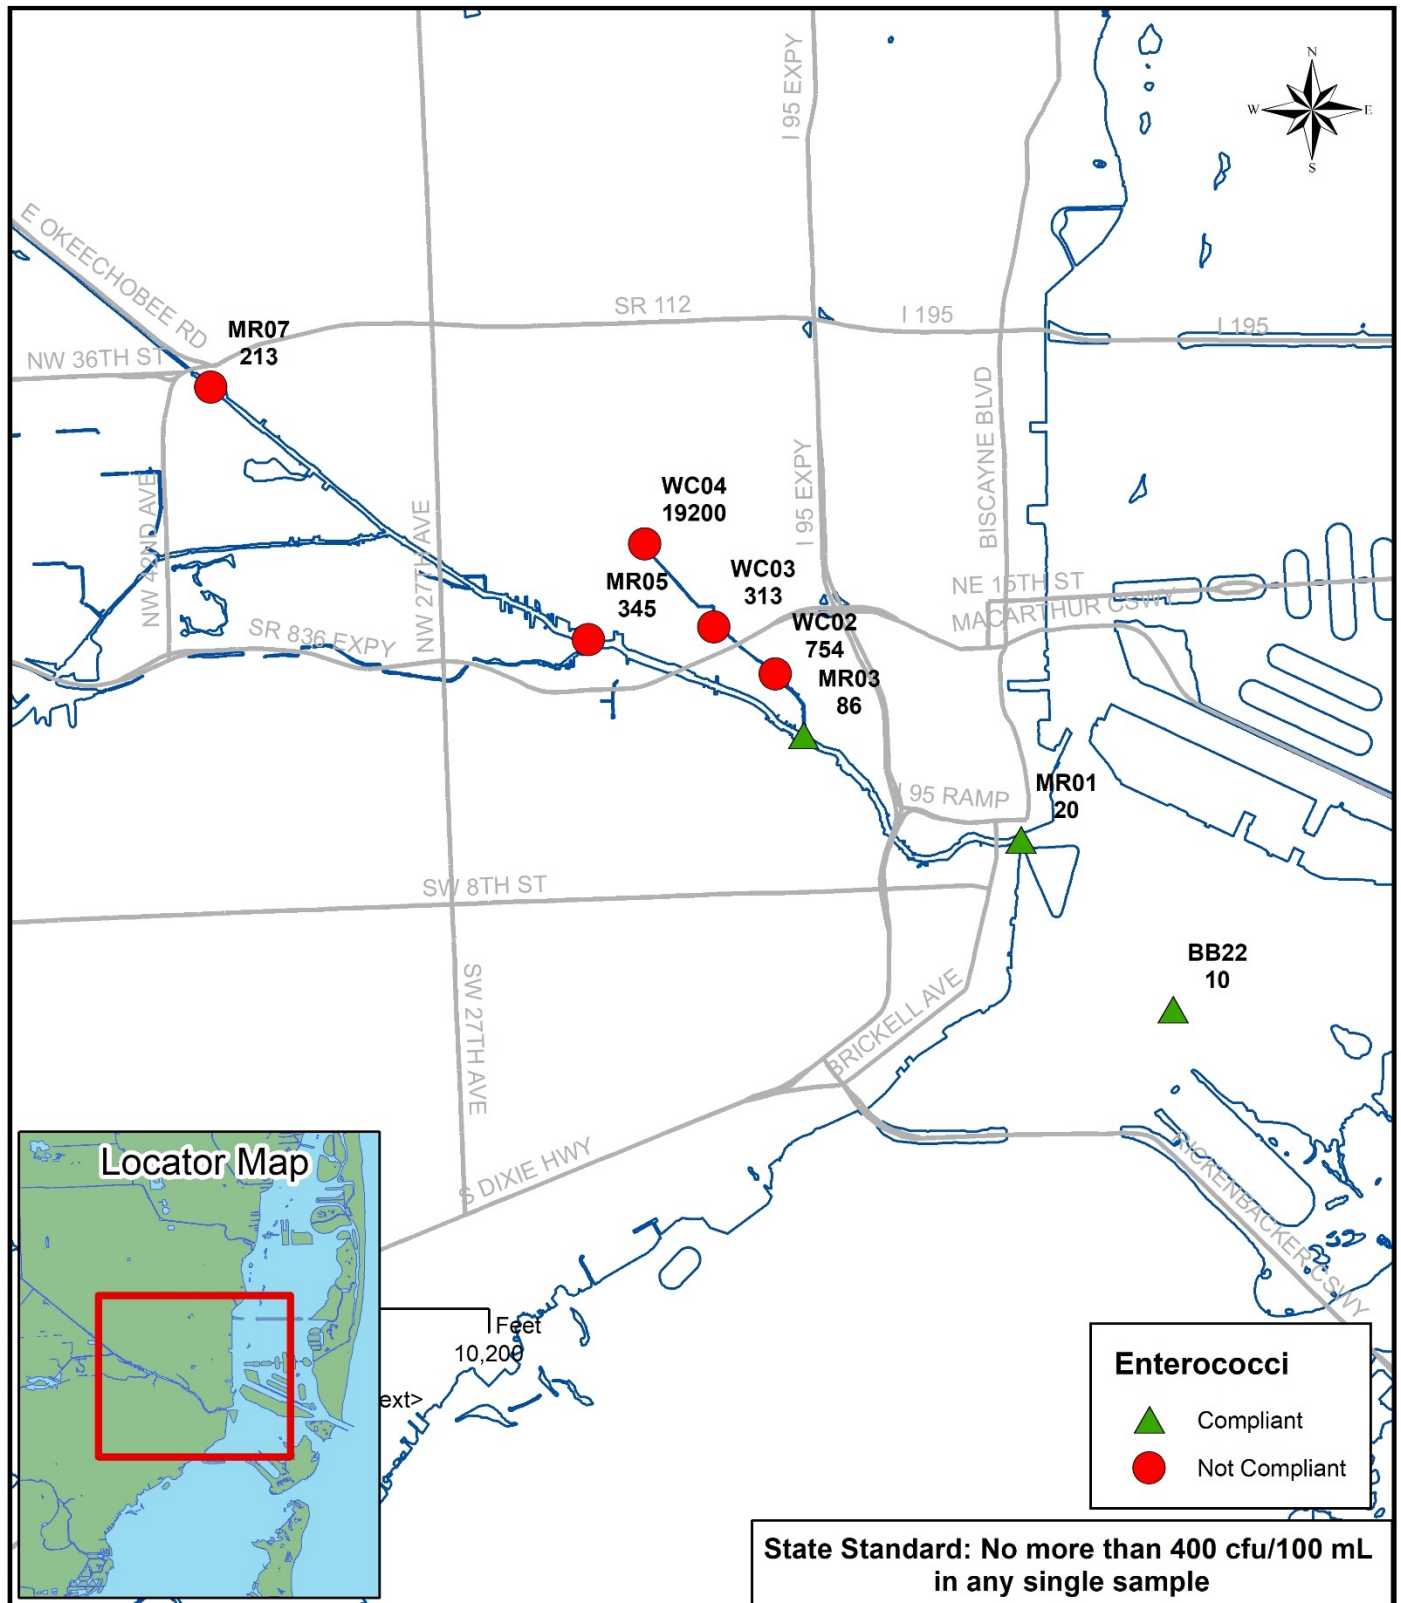 I 95 EXPY
N
W
E
S
E OKEECHOBEE RD
SR 112
I 195
I 195
MR07
213
NW 36TH ST
BISCAYNE BLVD
I 95 EXPY
WC04
19200
NW 42ND AVE
NW 27TH AVE
WC03
313
MR05
345
NE 15TH ST
MACARTHUR CSWY
WC02
754
SR 836 EXPY
MR03
86
MR01
20
I 95 RAMP
SW 8TH ST
BB22
10
SW 27TH AVE
BRICKELL AVE
S DIXIE HWY
RICKENBACKER CSWY
Locator Map
Feet
10,200
ext>
Enterococci
Compliant
Not Compliant
State Standard: No more than 400 cfu/100 mL
in any single sample